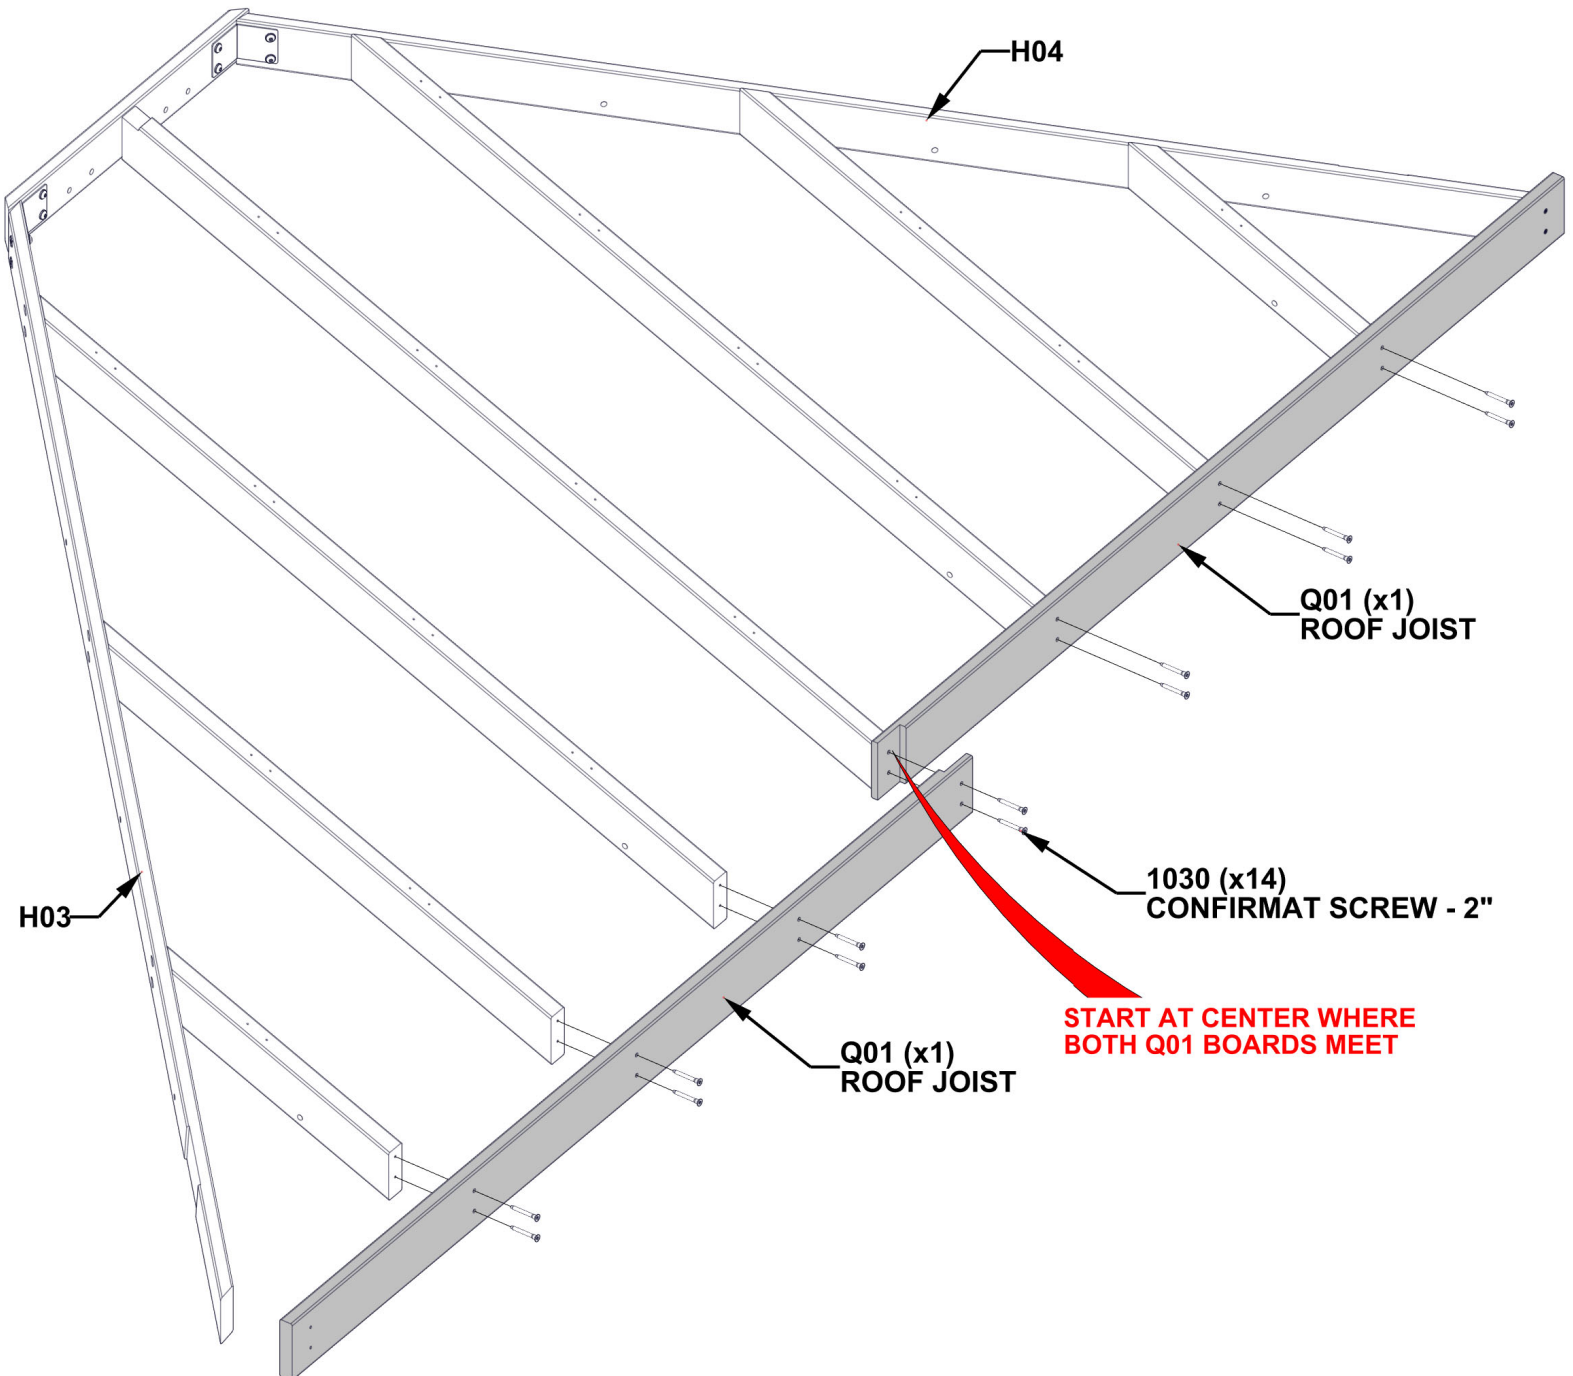 H04
Q01 (x1)
ROOF JOIST
1030 (x14)
CONFIRMAT SCREW - 2"
H03
START AT CENTER WHERE
BOTH Q01 BOARDS MEET
Q01 (x1)
ROOF JOIST